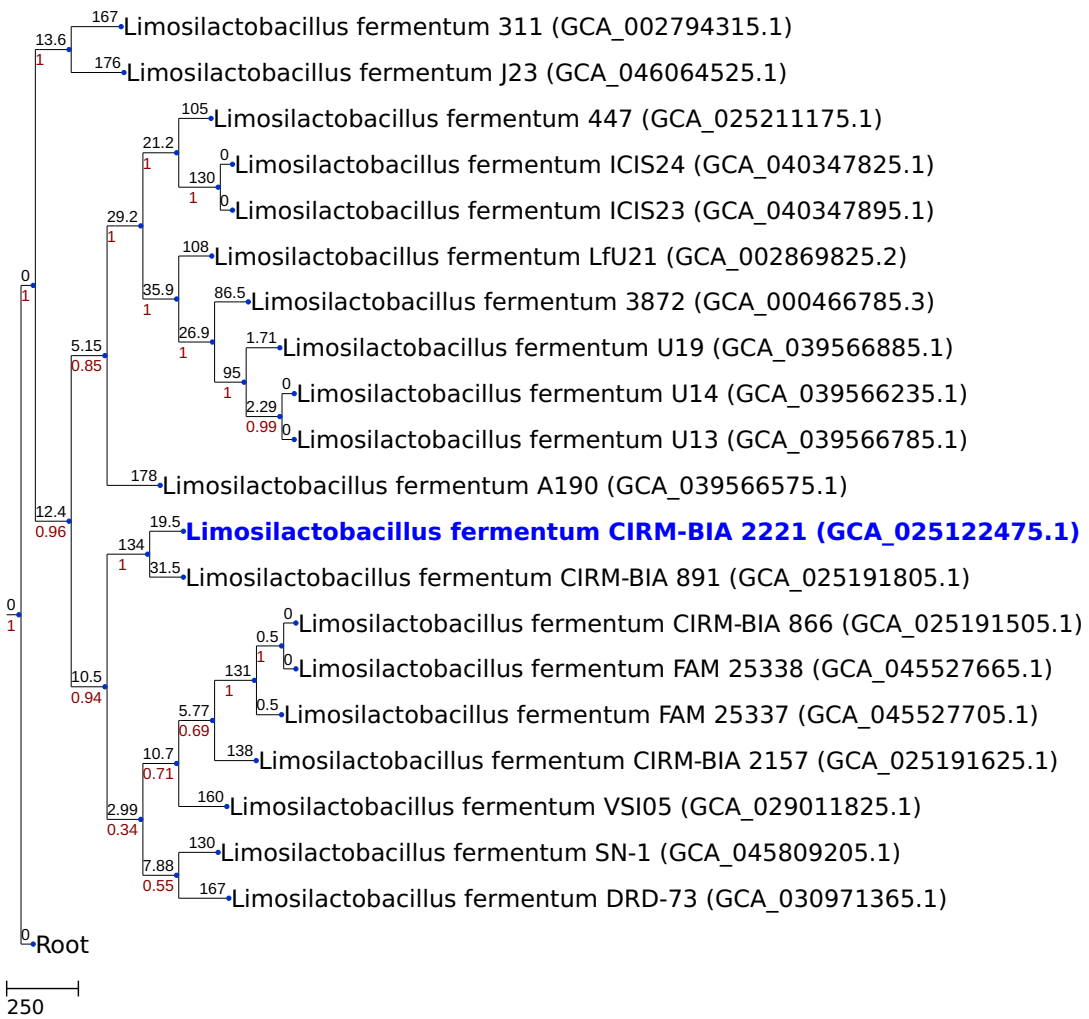 167 Limosilactobacillus fermentum 311 (GCA_002794315.1)
13.6
1
176 Limosilactobacillus fermentum J23 (GCA_046064525.1)
105 Limosilactobacillus fermentum 447 (GCA_025211175.1)
21.2
1
0 Limosilactobacillus fermentum ICIS24 (GCA_040347825.1)
130
1
0 Limosilactobacillus fermentum ICIS23 (GCA_040347895.1)
29.2
1
108 Limosilactobacillus fermentum LfU21 (GCA_002869825.2)
0
1
35.9
1
86.5 Limosilactobacillus fermentum 3872 (GCA_000466785.3)
26.9
1
1.71 Limosilactobacillus fermentum U19 (GCA_039566885.1)
5.15
0.85
95
1
0 Limosilactobacillus fermentum U14 (GCA_039566235.1)
2.29
0.99
0 Limosilactobacillus fermentum U13 (GCA_039566785.1)
178 Limosilactobacillus fermentum A190 (GCA_039566575.1)
12.4
0.96
19.5 Limosilactobacillus fermentum CIRM-BIA 2221 (GCA_025122475.1)
134
1
31.5 Limosilactobacillus fermentum CIRM-BIA 891 (GCA_025191805.1)
0
1
0 Limosilactobacillus fermentum CIRM-BIA 866 (GCA_025191505.1)
0.5
1
0 Limosilactobacillus fermentum FAM 25338 (GCA_045527665.1)
10.5
0.94
131
1
0.5 Limosilactobacillus fermentum FAM 25337 (GCA_045527705.1)
5.77
0.69
138 Limosilactobacillus fermentum CIRM-BIA 2157 (GCA_025191625.1)
10.7
0.71
160 Limosilactobacillus fermentum VSI05 (GCA_029011825.1)
2.99
0.34
130 Limosilactobacillus fermentum SN-1 (GCA_045809205.1)
7.88
0.55
167 Limosilactobacillus fermentum DRD-73 (GCA_030971365.1)
0 Root
250